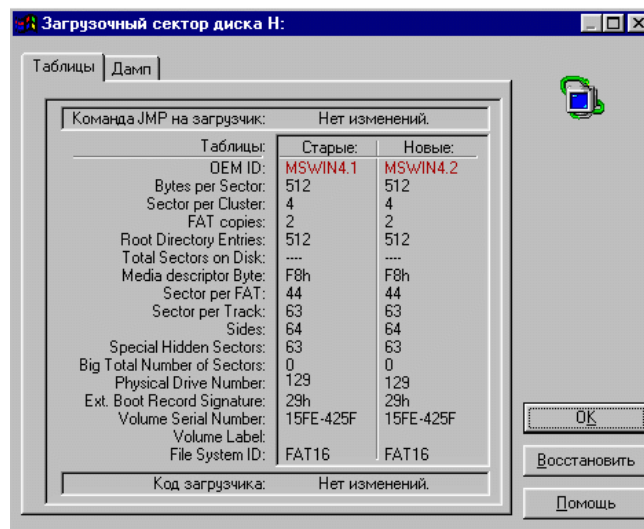 Загрузочный сектор диска H:
Таблицы Дамп
Команда JMP на загрузчик: Нет изменений.
Таблицы: Старые: Новые:
OEM ID: MSWIN4.1 MSWIN4.2
Bytes per Sector: 512 512
Sector per Cluster: 4 4
FAT copies: 2 2
Root Directory Entries: 512 512
Total Sectors on Disk: ---- ----
Media descriptor Byte: F8h F8h
Sector per FAT: 44 44
Sector per Track: 63 63
Sides: 64 64
Special Hidden Sectors: 63 63
Big Total Number of Sectors: 0 0
Physical Drive Number: 129 129
Ext. Boot Record Signature: 29h 29h
Volume Serial Number: 15FE-425F 15FE-425F
Volume Label:
File System ID: FAT16 FAT16
Код загрузчика: Нет изменений.
OK
Восстановить
Помощь